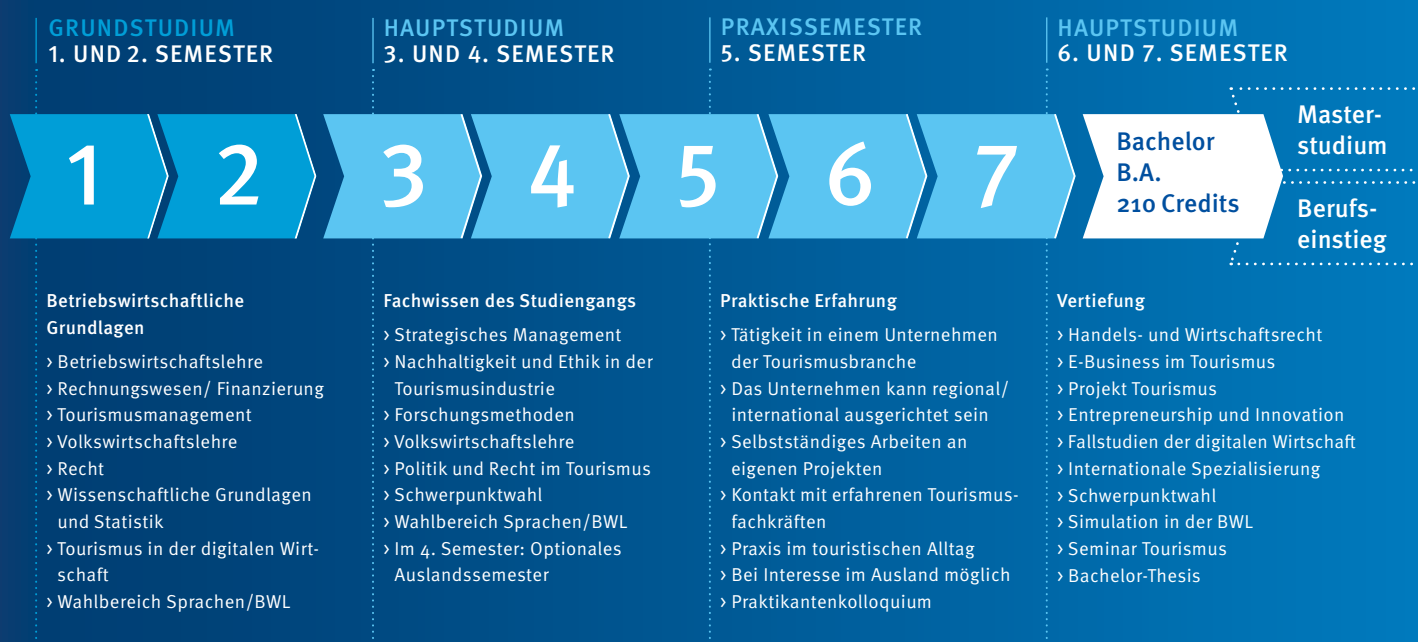 GRUNDSTUDIUM
1. UND 2. SEMESTER
HAUPTSTUDIUM
3. UND 4. SEMESTER
PRAXISSEMESTER
5. SEMESTER
HAUPTSTUDIUM
6. UND 7. SEMESTER
1
2
3
4
5
6
7
Bachelor
B.A.
210 Credits
Master-
studium
Berufs-
einstieg
Betriebswirtschaftliche
Grundlagen
› Betriebswirtschaftslehre
› Rechnungswesen/ Finanzierung
› Tourismusmanagement
› Volkswirtschaftslehre
› Recht
› Wissenschaftliche Grundlagen
und Statistik
› Tourismus in der digitalen Wirt-
schaft
› Wahlbereich Sprachen/BWL
Fachwissen des Studiengangs
› Strategisches Management
› Nachhaltigkeit und Ethik in der
Tourismusindustrie
› Forschungsmethoden
› Volkswirtschaftslehre
› Politik und Recht im Tourismus
› Schwerpunktwahl
› Wahlbereich Sprachen/BWL
› Im 4. Semester: Optionales
Auslandssemester
Praktische Erfahrung
› Tätigkeit in einem Unternehmen
der Tourismusbranche
› Das Unternehmen kann regional/
international ausgerichtet sein
› Selbstständiges Arbeiten an
eigenen Projekten
› Kontakt mit erfahrenen Tourismus-
fachkräften
› Praxis im touristischen Alltag
› Bei Interesse im Ausland möglich
› Praktikantenkolloquium
Vertiefung
› Handels- und Wirtschaftsrecht
› E-Business im Tourismus
› Projekt Tourismus
› Entrepreneurship und Innovation
› Fallstudien der digitalen Wirtschaft
› Internationale Spezialisierung
› Schwerpunktwahl
› Simulation in der BWL
› Seminar Tourismus
› Bachelor-Thesis